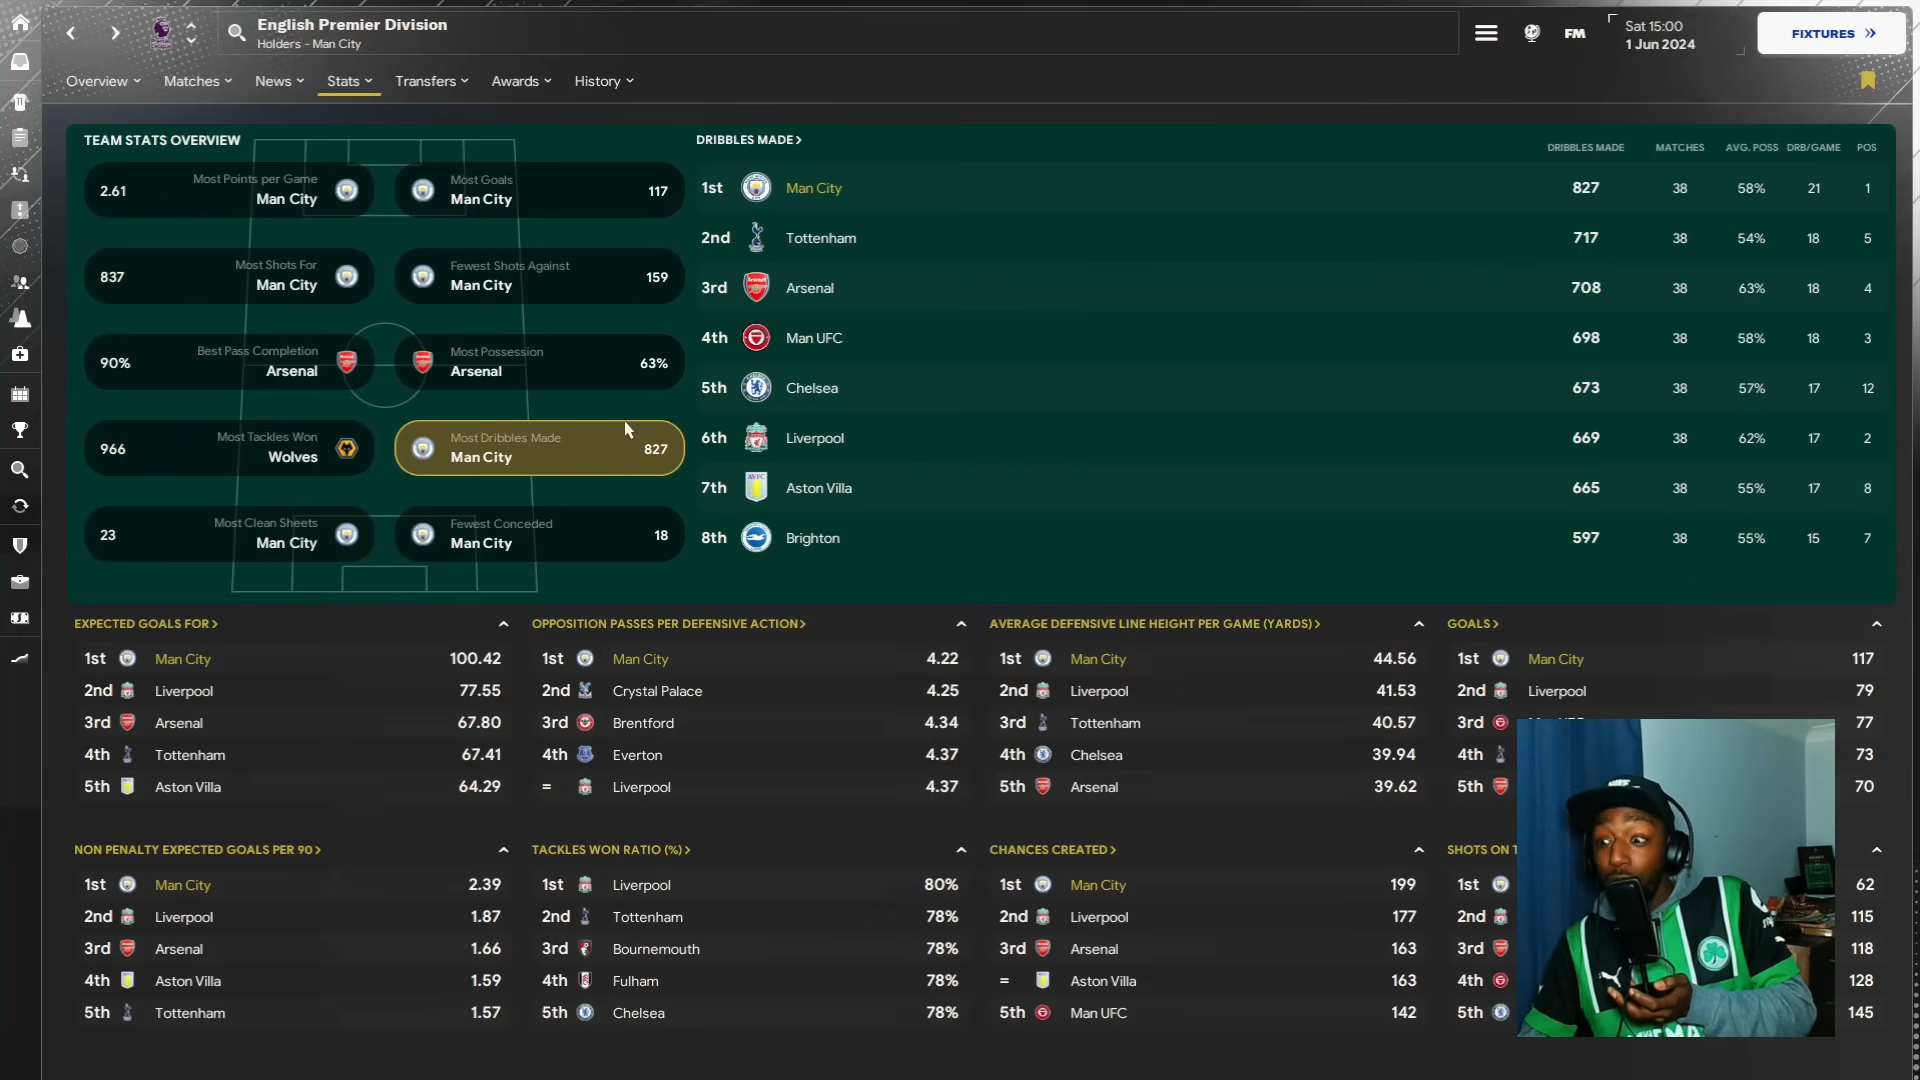 English Premier Division
Holders - Man City
FM
Sat 15:00
1 Jun 2024
FIXTURES
Overview Matches News Stats Transfers Awards History
TEAM STATS OVERVIEW
2.61 Most Points per Game Man City
Most Goals Man City 117
837 Most Shots For Man City
Fewest Shots Against Man City 159
90% Best Pass Completion Arsenal
Most Possession Arsenal 63%
966 Most Tackles Won Wolves
Most Dribbles Made Man City 827
23 Most Clean Sheets Man City
Fewest Conceded Man City 18
DRIBBLES MADE> DRIBBLES MADE MATCHES AVG. POSS DRB/GAME POS
1st Man City 827 38 58% 21 1
2nd Tottenham 717 38 54% 18 5
3rd Arsenal 708 38 63% 18 4
4th Man UFC 698 38 58% 18 3
5th Chelsea 673 38 57% 17 12
6th Liverpool 669 38 62% 17 2
7th Aston Villa 665 38 55% 17 8
8th Brighton 597 38 55% 15 7
EXPECTED GOALS FOR>
1st Man City 100.42
2nd Liverpool 77.55
3rd Arsenal 67.80
4th Tottenham 67.41
5th Aston Villa 64.29
OPPOSITION PASSES PER DEFENSIVE ACTION>
1st Man City 4.22
2nd Crystal Palace 4.25
3rd Brentford 4.34
4th Everton 4.37
= Liverpool 4.37
AVERAGE DEFENSIVE LINE HEIGHT PER GAME (YARDS)>
1st Man City 44.56
2nd Liverpool 41.53
3rd Tottenham 40.57
4th Chelsea 39.94
5th Arsenal 39.62
GOALS>
1st Man City 117
2nd Liverpool 79
3rd 77
4th 73
5th 70
NON PENALTY EXPECTED GOALS PER 90>
1st Man City 2.39
2nd Liverpool 1.87
3rd Arsenal 1.66
4th Aston Villa 1.59
5th Tottenham 1.57
TACKLES WON RATIO (%)>
1st Liverpool 80%
2nd Tottenham 78%
3rd Bournemouth 78%
4th Fulham 78%
5th Chelsea 78%
CHANCES CREATED>
1st Man City 199
2nd Liverpool 177
3rd Arsenal 163
= Aston Villa 163
5th Man UFC 142
SHOTS ON
1st 62
2nd 115
3rd 118
4th 128
5th 145